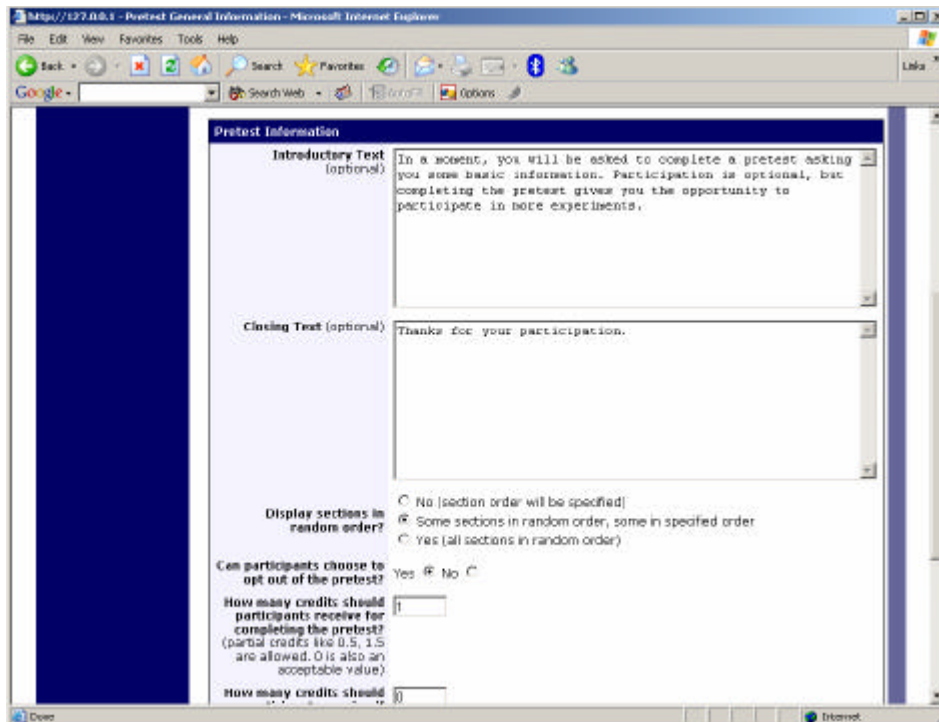 http://127.0.0.1 - Pretest General Information - Microsoft Internet Explorer
File Edit View Favorites Tools Help
Back Search Favorites Links
Google Search Web Options
Pretest Information
Introductory Text
(optional)
In a moment, you will be asked to complete a pretest asking
you some basic information. Participation is optional, but
completing the pretest gives you the opportunity to
participate in more experiments.
Closing Text (optional)
Thanks for your participation.
Display sections in
random order?
No (section order will be specified)
Some sections in random order, some in specified order
Yes (all sections in random order)
Can participants choose to
opt out of the pretest?
Yes No
How many credits should
participants receive for
completing the pretest?
(partial credits like 0.5, 1.5
are allowed. 0 is also an
acceptable value)
1
How many credits should
0
Done Internet